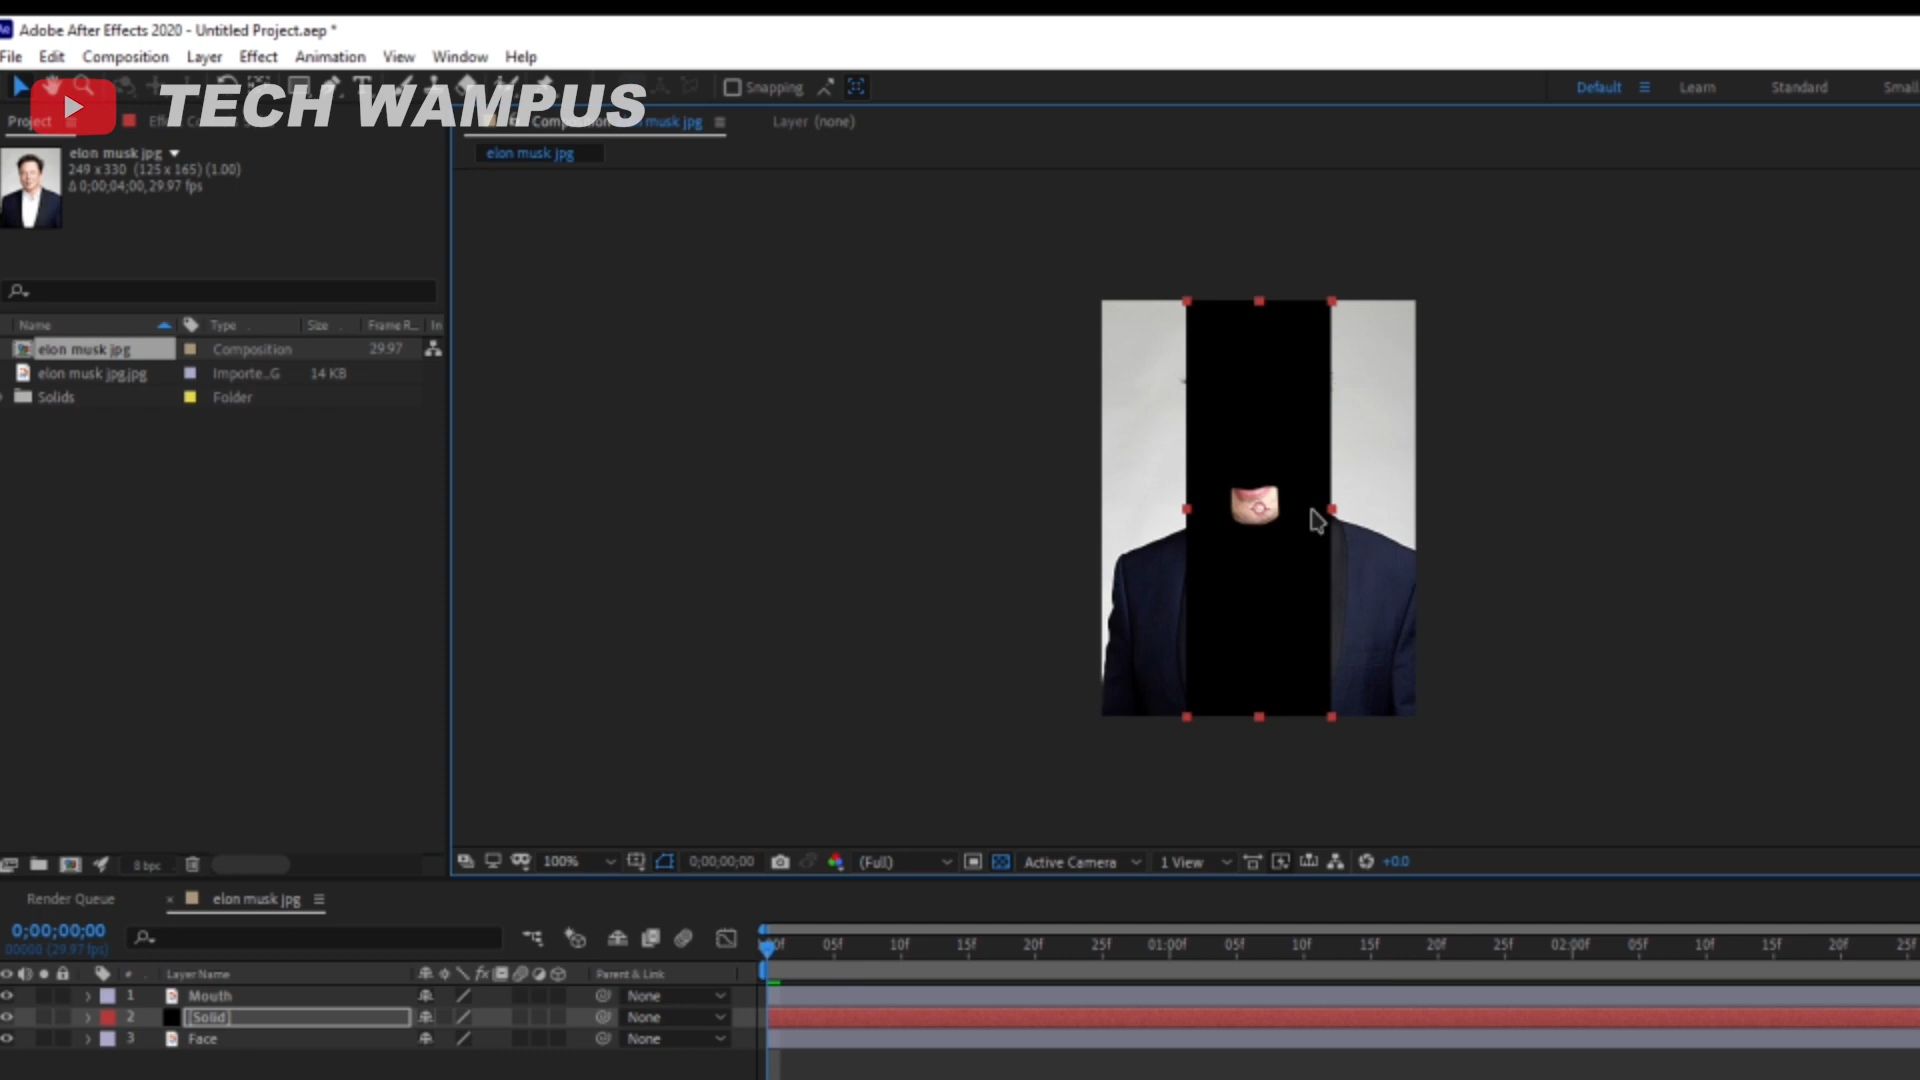 Adobe After Effects 2020 - Untitled Project.aep *
File Edit Composition Layer Effect Animation View Window Help
Snapping
Default Learn Standard Small
TECH WAMPUS
Project
Composition musk jpg
Layer (none)
elon musk jpg
elon musk jpg
249 x 330 (125 x 165) (1.00)
Δ 0;00;04;00, 29.97 fps
Name Type Size Frame R... In
elon musk jpg Composition 29.97
elon musk jpg.jpg Importe...G 14 KB
Solids Folder
8 bpc
100% 0;00;00;00 (Full) Active Camera 1 View +0.0
Render Queue × elon musk jpg
0;00;00;00
00000 (29.97 fps)
05f 10f 15f 20f 25f 01:00f 05f 10f 15f 20f 02:00f 05f 10f 15f 20f 25f
# Layer Name Parent & Link
1 Mouth None
2 [Solid] None
3 Face None